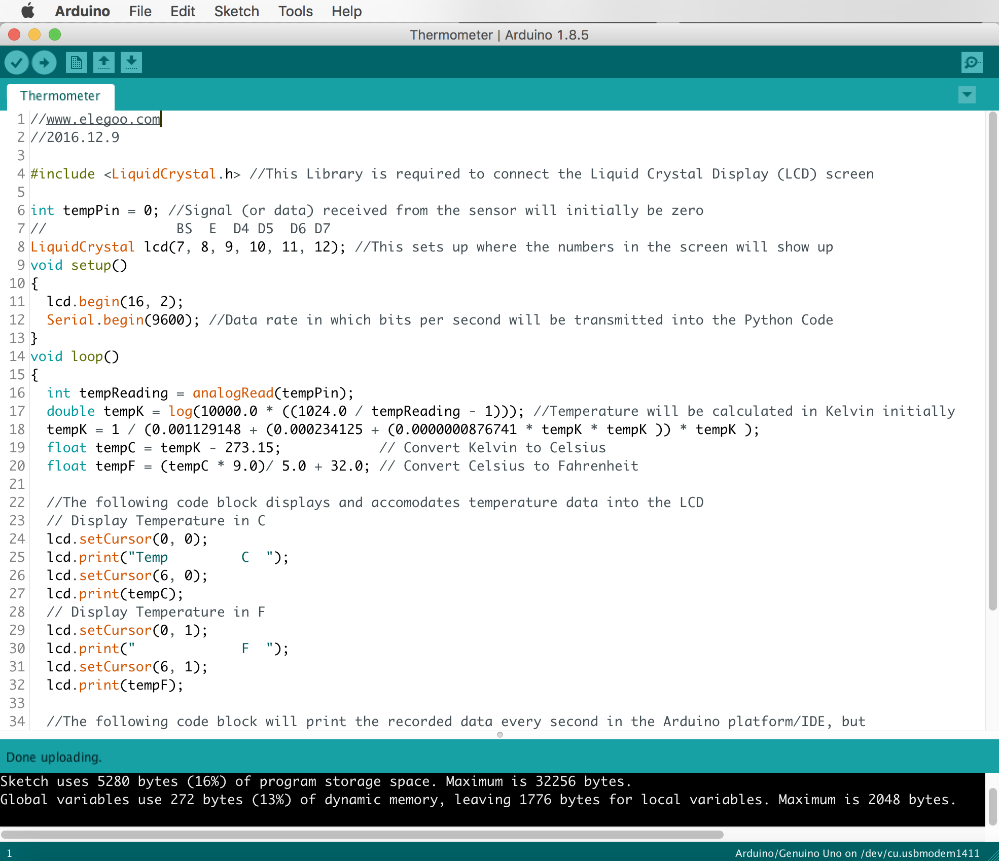 Arduino File Edit Sketch Tools Help
Thermometer | Arduino 1.8.5
Thermometer
1 //www.elegoo.com
2 //2016.12.9
3
4 #include <LiquidCrystal.h> //This Library is required to connect the Liquid Crystal Display (LCD) screen
5
6 int tempPin = 0; //Signal (or data) received from the sensor will initially be zero
7 //                BS  E  D4 D5  D6 D7
8 LiquidCrystal lcd(7, 8, 9, 10, 11, 12); //This sets up where the numbers in the screen will show up
9 void setup()
10 {
11   lcd.begin(16, 2);
12   Serial.begin(9600); //Data rate in which bits per second will be transmitted into the Python Code
13 }
14 void loop()
15 {
16   int tempReading = analogRead(tempPin);
17   double tempK = log(10000.0 * ((1024.0 / tempReading - 1))); //Temperature will be calculated in Kelvin initially
18   tempK = 1 / (0.001129148 + (0.000234125 + (0.0000000876741 * tempK * tempK )) * tempK );
19   float tempC = tempK - 273.15;            // Convert Kelvin to Celsius
20   float tempF = (tempC * 9.0)/ 5.0 + 32.0; // Convert Celsius to Fahrenheit
21
22   //The following code block displays and accomodates temperature data into the LCD
23   // Display Temperature in C
24   lcd.setCursor(0, 0);
25   lcd.print("Temp         C  ");
26   lcd.setCursor(6, 0);
27   lcd.print(tempC);
28   // Display Temperature in F
29   lcd.setCursor(0, 1);
30   lcd.print("             F  ");
31   lcd.setCursor(6, 1);
32   lcd.print(tempF);
33
34   //The following code block will print the recorded data every second in the Arduino platform/IDE, but
Done uploading.
Sketch uses 5280 bytes (16%) of program storage space. Maximum is 32256 bytes.
Global variables use 272 bytes (13%) of dynamic memory, leaving 1776 bytes for local variables. Maximum is 2048 bytes.
1 Arduino/Genuino Uno on /dev/cu.usbmodem1411